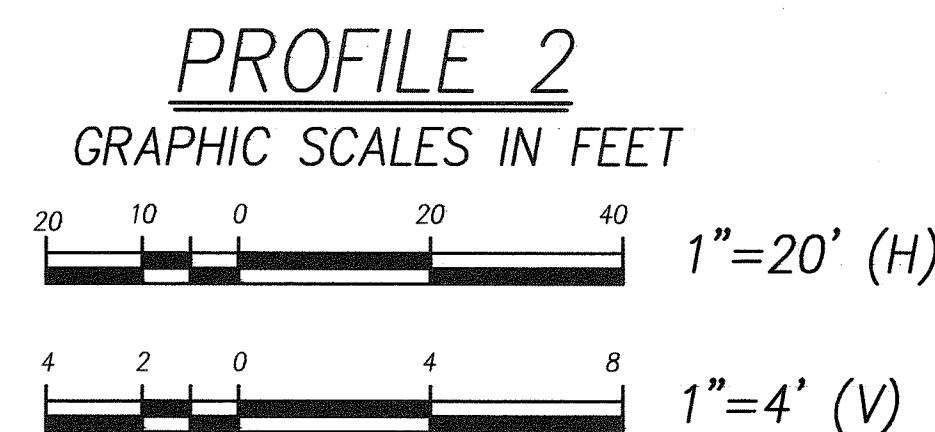 PROFILE 2
GRAPHIC SCALES IN FEET
20 10 0 20 40 1"=20' (H)
4 2 0 4 8 1"=4' (V)